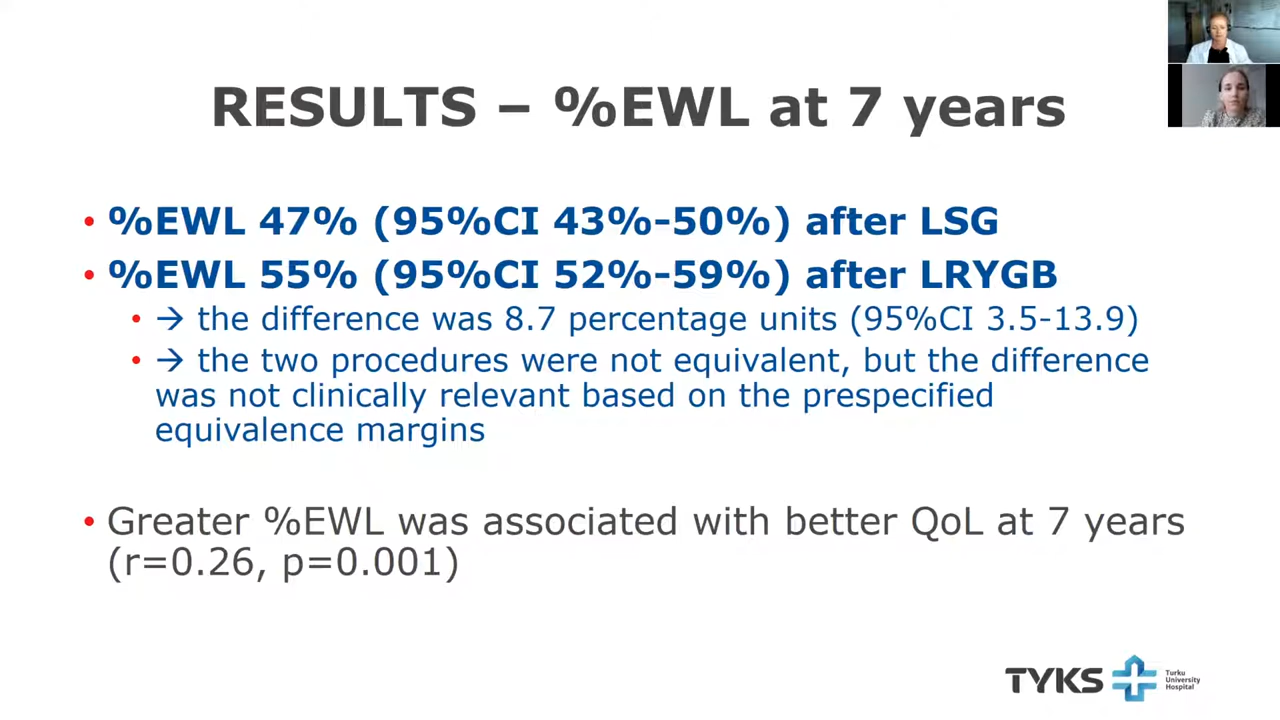 RESULTS – %EWL at 7 years
• %EWL 47% (95%CI 43%-50%) after LSG
• %EWL 55% (95%CI 52%-59%) after LRYGB
• → the difference was 8.7 percentage units (95%CI 3.5-13.9)
• → the two procedures were not equivalent, but the difference
was not clinically relevant based on the prespecified
equivalence margins
• Greater %EWL was associated with better QoL at 7 years
(r=0.26, p=0.001)
TYKS
Turku
University
Hospital